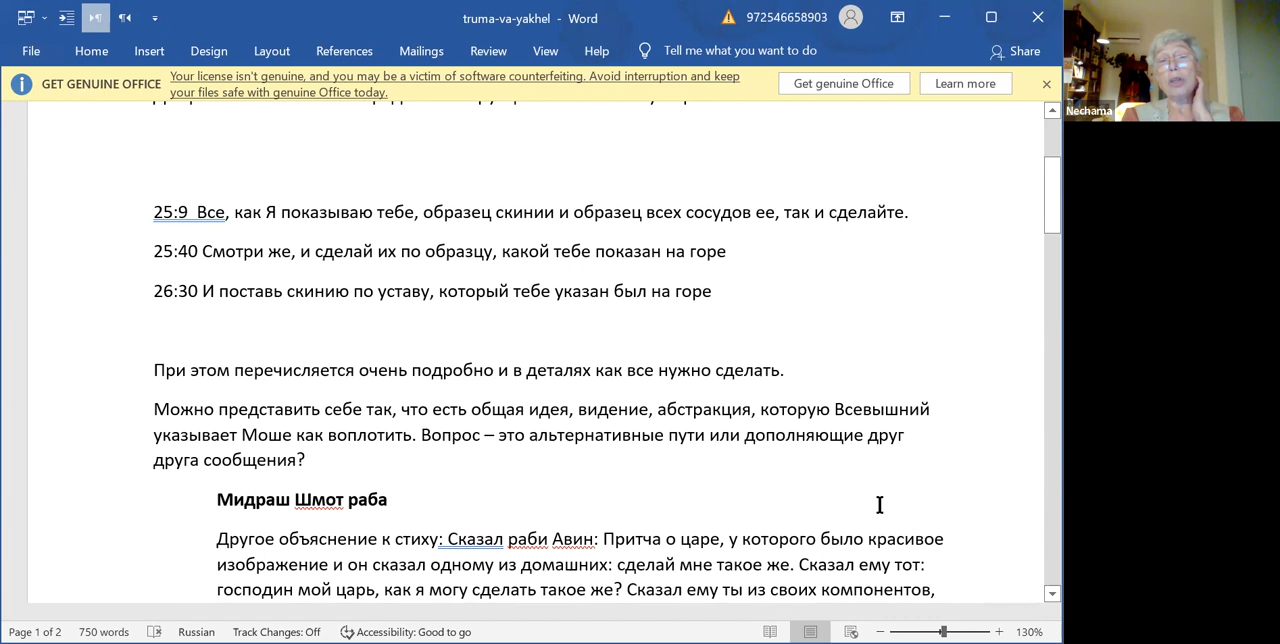 truma-va-yakhel - Word
972546658903
File Home Insert Design Layout References Mailings Review View Help Tell me what you want to do Share
GET GENUINE OFFICE Your license isn't genuine, and you may be a victim of software counterfeiting. Avoid interruption and keep your files safe with genuine Office today. Get genuine Office Learn more
Nechama
25:9 Все, как Я показываю тебе, образец скинии и образец всех сосудов ее, так и сделайте.
25:40 Смотри же, и сделай их по образцу, какой тебе показан на горе
26:30 И поставь скинию по уставу, который тебе указан был на горе
При этом перечисляется очень подробно и в деталях как все нужно сделать.
Можно представить себе так, что есть общая идея, видение, абстракция, которую Всевышний
указывает Моше как воплотить. Вопрос – это альтернативные пути или дополняющие друг
друга сообщения?
Мидраш Шмот раба
Другое объяснение к стиху: Сказал раби Авин: Притча о царе, у которого было красивое
изображение и он сказал одному из домашних: сделай мне такое же. Сказал ему тот:
господин мой царь, как я могу сделать такое же? Сказал ему ты из своих компонентов,
Page 1 of 2 750 words Russian Track Changes: Off Accessibility: Good to go 130%